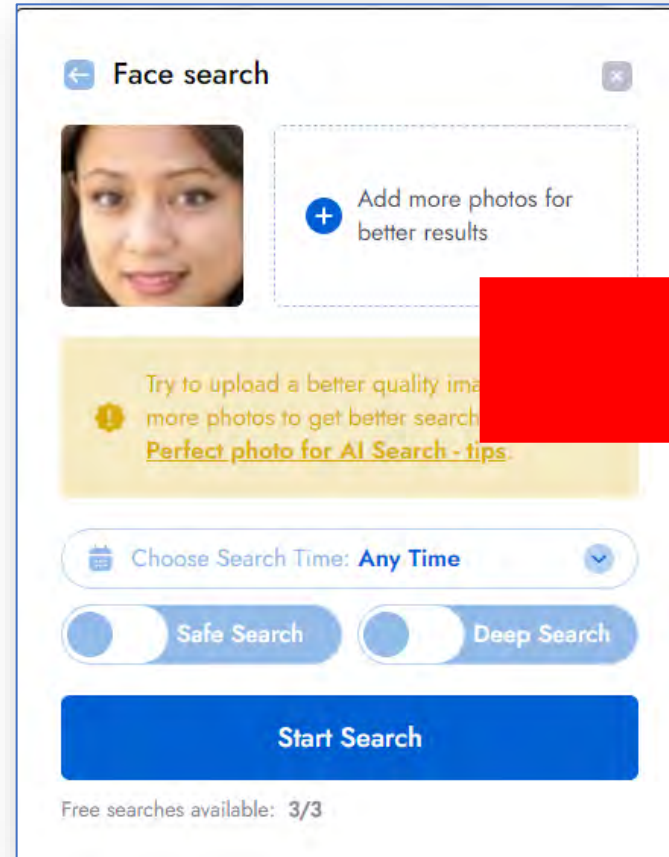 Face search
Add more photos for
better results
Try to upload a better quality
more photos to get better search
Perfect photo for AI Search - tips.
Choose Search Time: Any Time
Safe Search
Deep Search
Start Search
Free searches available: 3/3